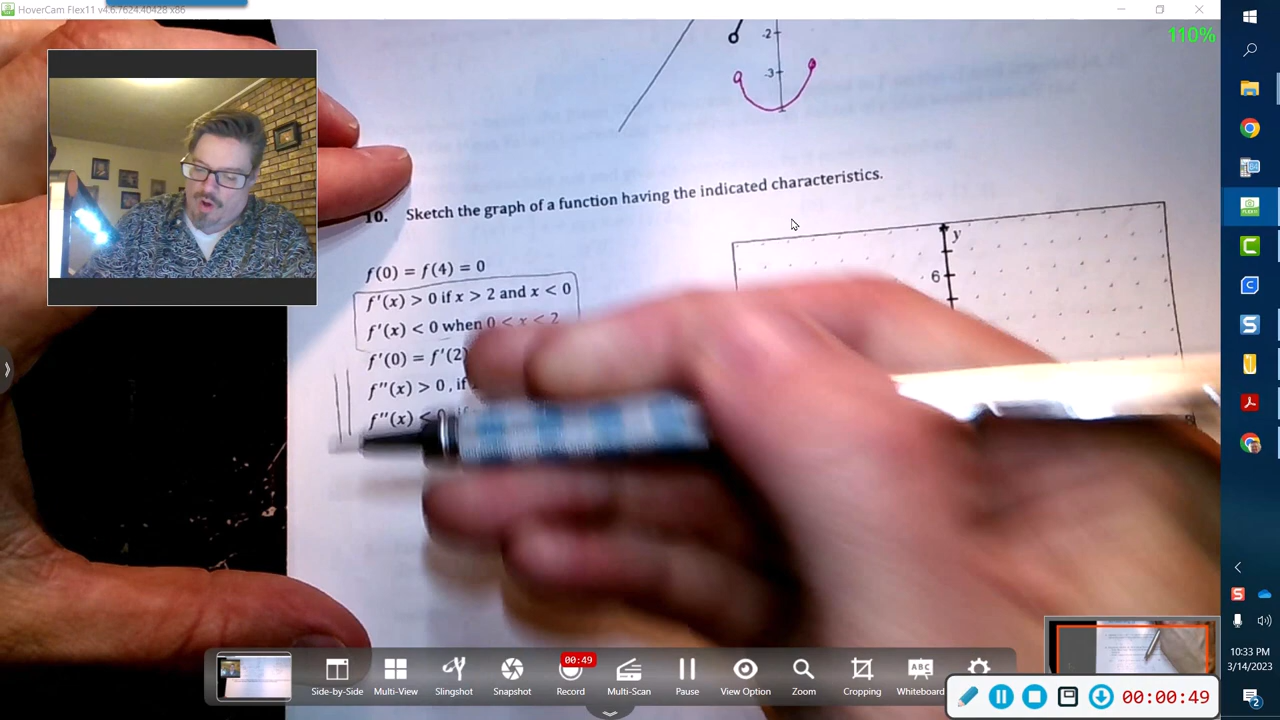 HoverCam Flex11 v4.6.7624.40428 x86
110%
-2
-3
10. Sketch the graph of a function having the indicated characteristics.
f(0) = f(4) = 0
f'(x) > 0 if x > 2 and x < 0
f'(x) < 0 when 0 < x < 2
f'(0) = f'(2)
f''(x) > 0, if
f''(x) <
y
6
Side-by-Side
Multi-View
Slingshot
Snapshot
00:49
Record
Multi-Scan
Pause
View Option
Zoom
Cropping
ABC
Whiteboard
00:00:49
10:33 PM
3/14/2023
2